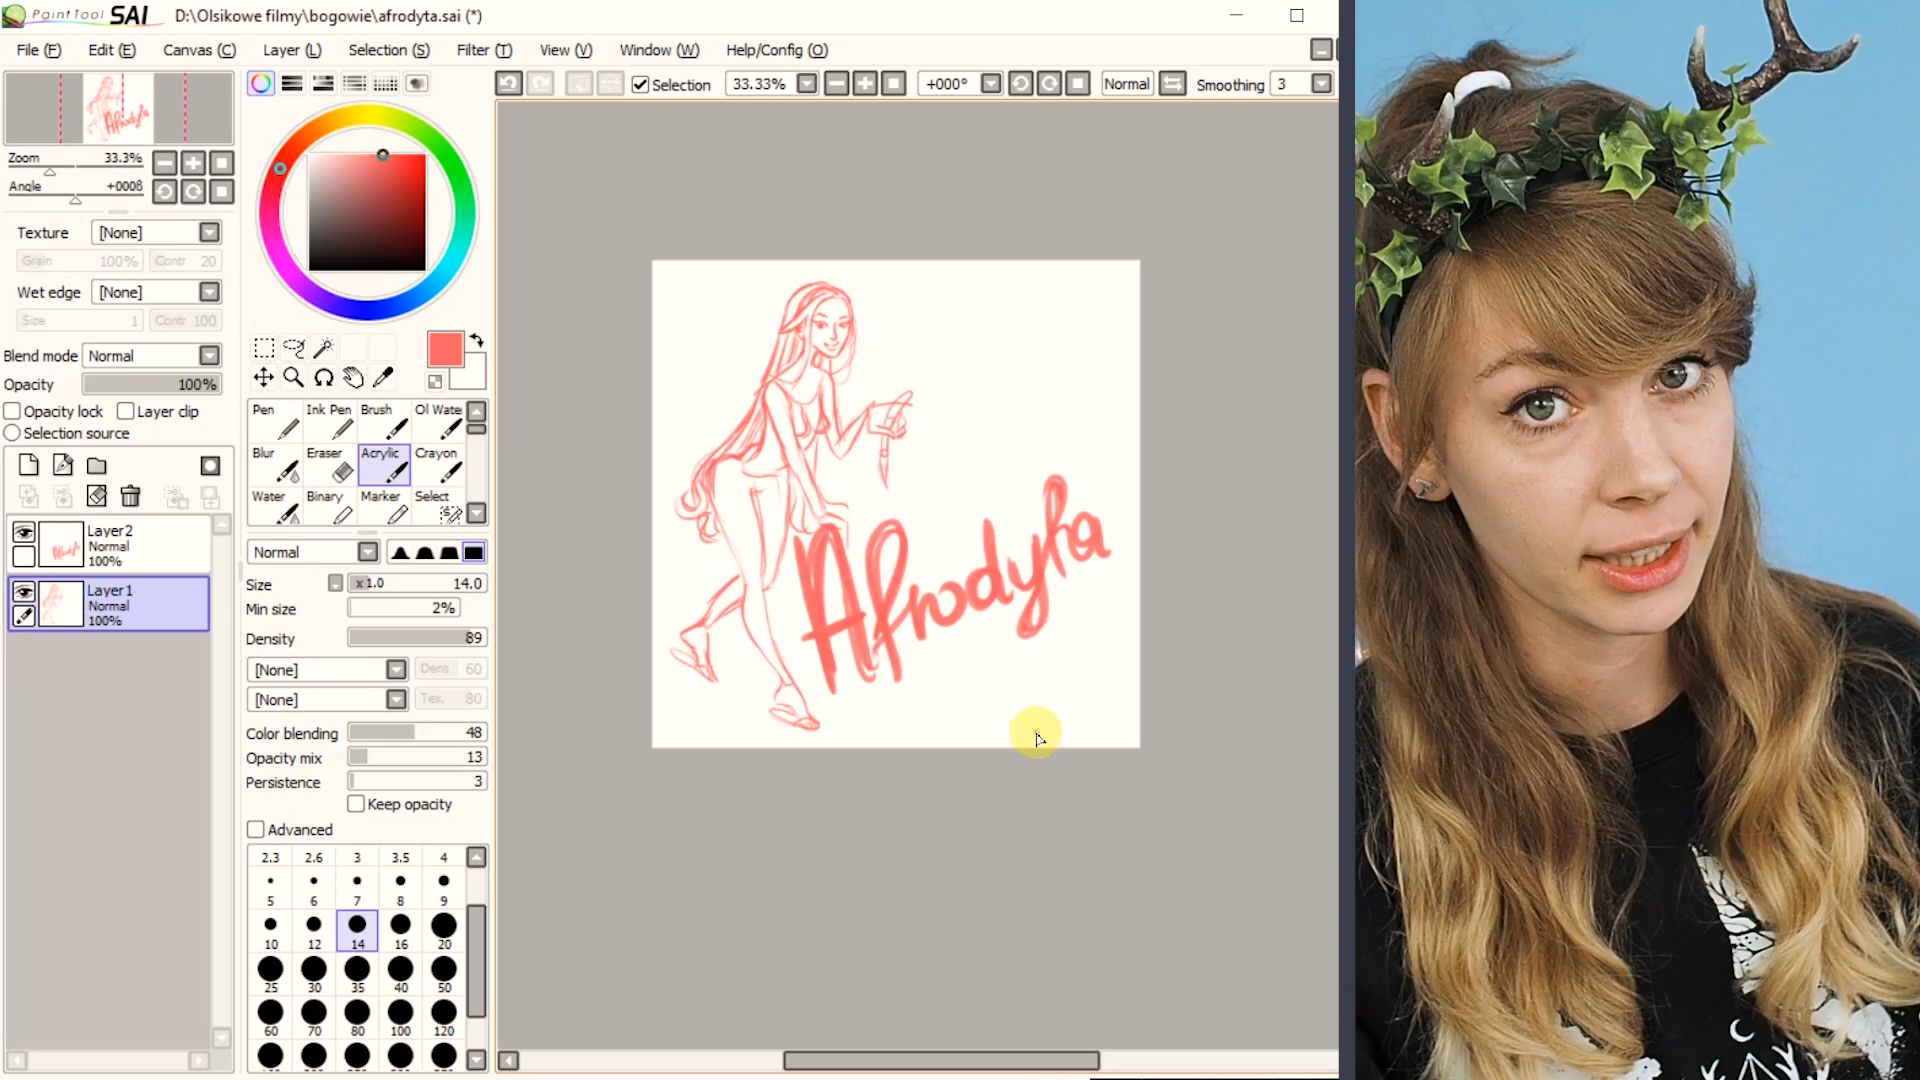 PaintTool SAI D:\Olsikowe filmy\bogowie\afrodyta.sai (*)
File (F) Edit (E) Canvas (C) Layer (L) Selection (S) Filter (T) View (V) Window (W) Help/Config (O)
Selection 33.33% +000° Normal Smoothing 3
Afrodyta
Zoom 33.3%
Angle +000ß
Texture [None]
Grain 100% Contr 20
Wet edge [None]
Size 1 Contr 100
Blend mode Normal
Opacity 100%
Opacity lock Layer clip
Selection source
Layer2
Normal
100%
Afrodyta
Layer1
Normal
100%
Pen Ink Pen Brush Ol Wate
Blur Eraser Acrylic Crayon
Water Binary Marker Select
Normal
Size x1.0 14.0
Min size 2%
Density 89
[None] Dens 60
[None] Tex. 80
Color blending 48
Opacity mix 13
Persistence 3
Keep opacity
Advanced
2.3 2.6 3 3.5 4
5 6 7 8 9
10 12 14 16 20
25 30 35 40 50
60 70 80 100 120
Afrodyta